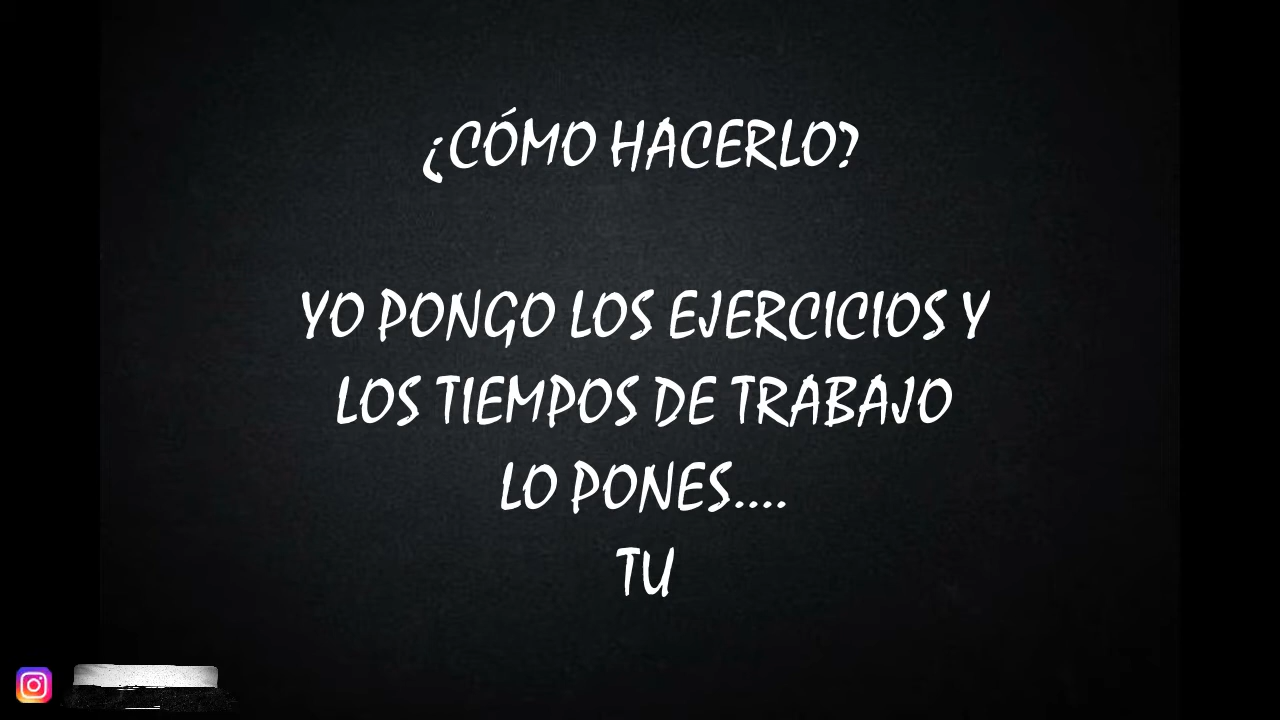 ¿CÓMO HACERLO?
YO PONGO LOS EJERCICIOS Y
LOS TIEMPOS DE TRABAJO
LO PONES....
TU